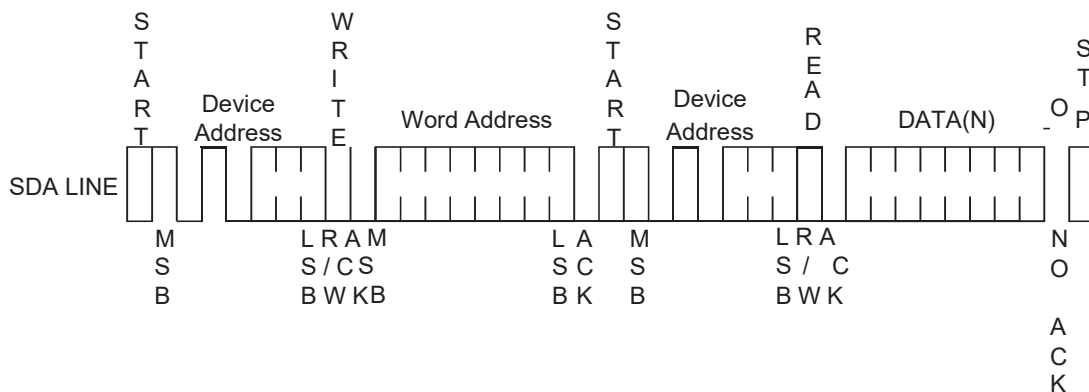 START
WRITE
START
READ
STOP
Device
Address
Word Address
Device
Address
DATA(N)
SDA LINE
MSB
LSB
R/W
ACK
MSB
LSB
ACK
MSB
LSB
R/W
ACK
NO ACK